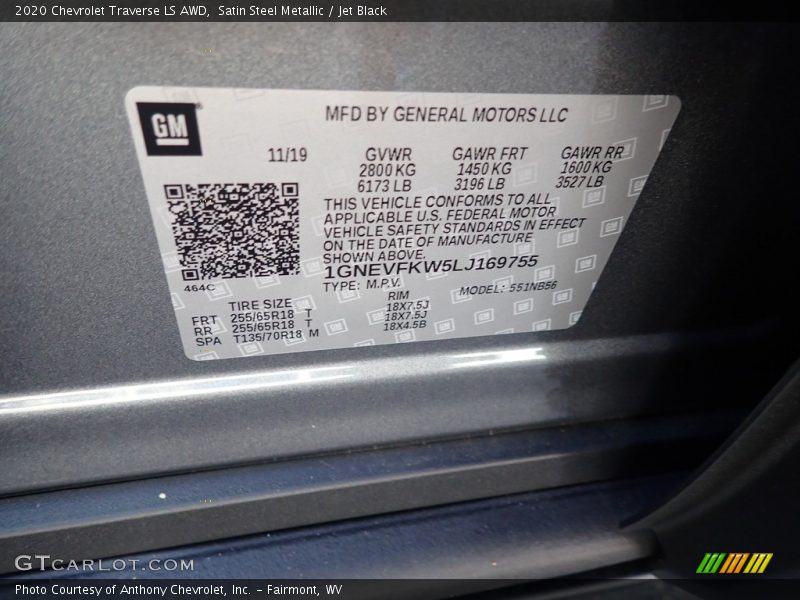 2020 Chevrolet Traverse LS AWD,  Satin Steel Metallic / Jet Black
GM
MFD BY GENERAL MOTORS LLC
11/19
GVWR GAWR FRT GAWR RR
2800 KG 1450 KG 1600 KG
6173 LB 3196 LB 3527 LB
THIS VEHICLE CONFORMS TO ALL
APPLICABLE U.S. FEDERAL MOTOR
VEHICLE SAFETY STANDARDS IN EFFECT
ON THE DATE OF MANUFACTURE
SHOWN ABOVE.
1GNEVFKW5LJ169755
464C
TYPE: M.P.V. MODEL: 551NB56
TIRE SIZE RIM
FRT 255/65R18 T 18X7.5J
RR 255/65R18 T 18X7.5J
SPA T135/70R18 M 18X4.5B
GTCARLOT.COM
Photo Courtesy of Anthony Chevrolet, Inc. – Fairmont, WV